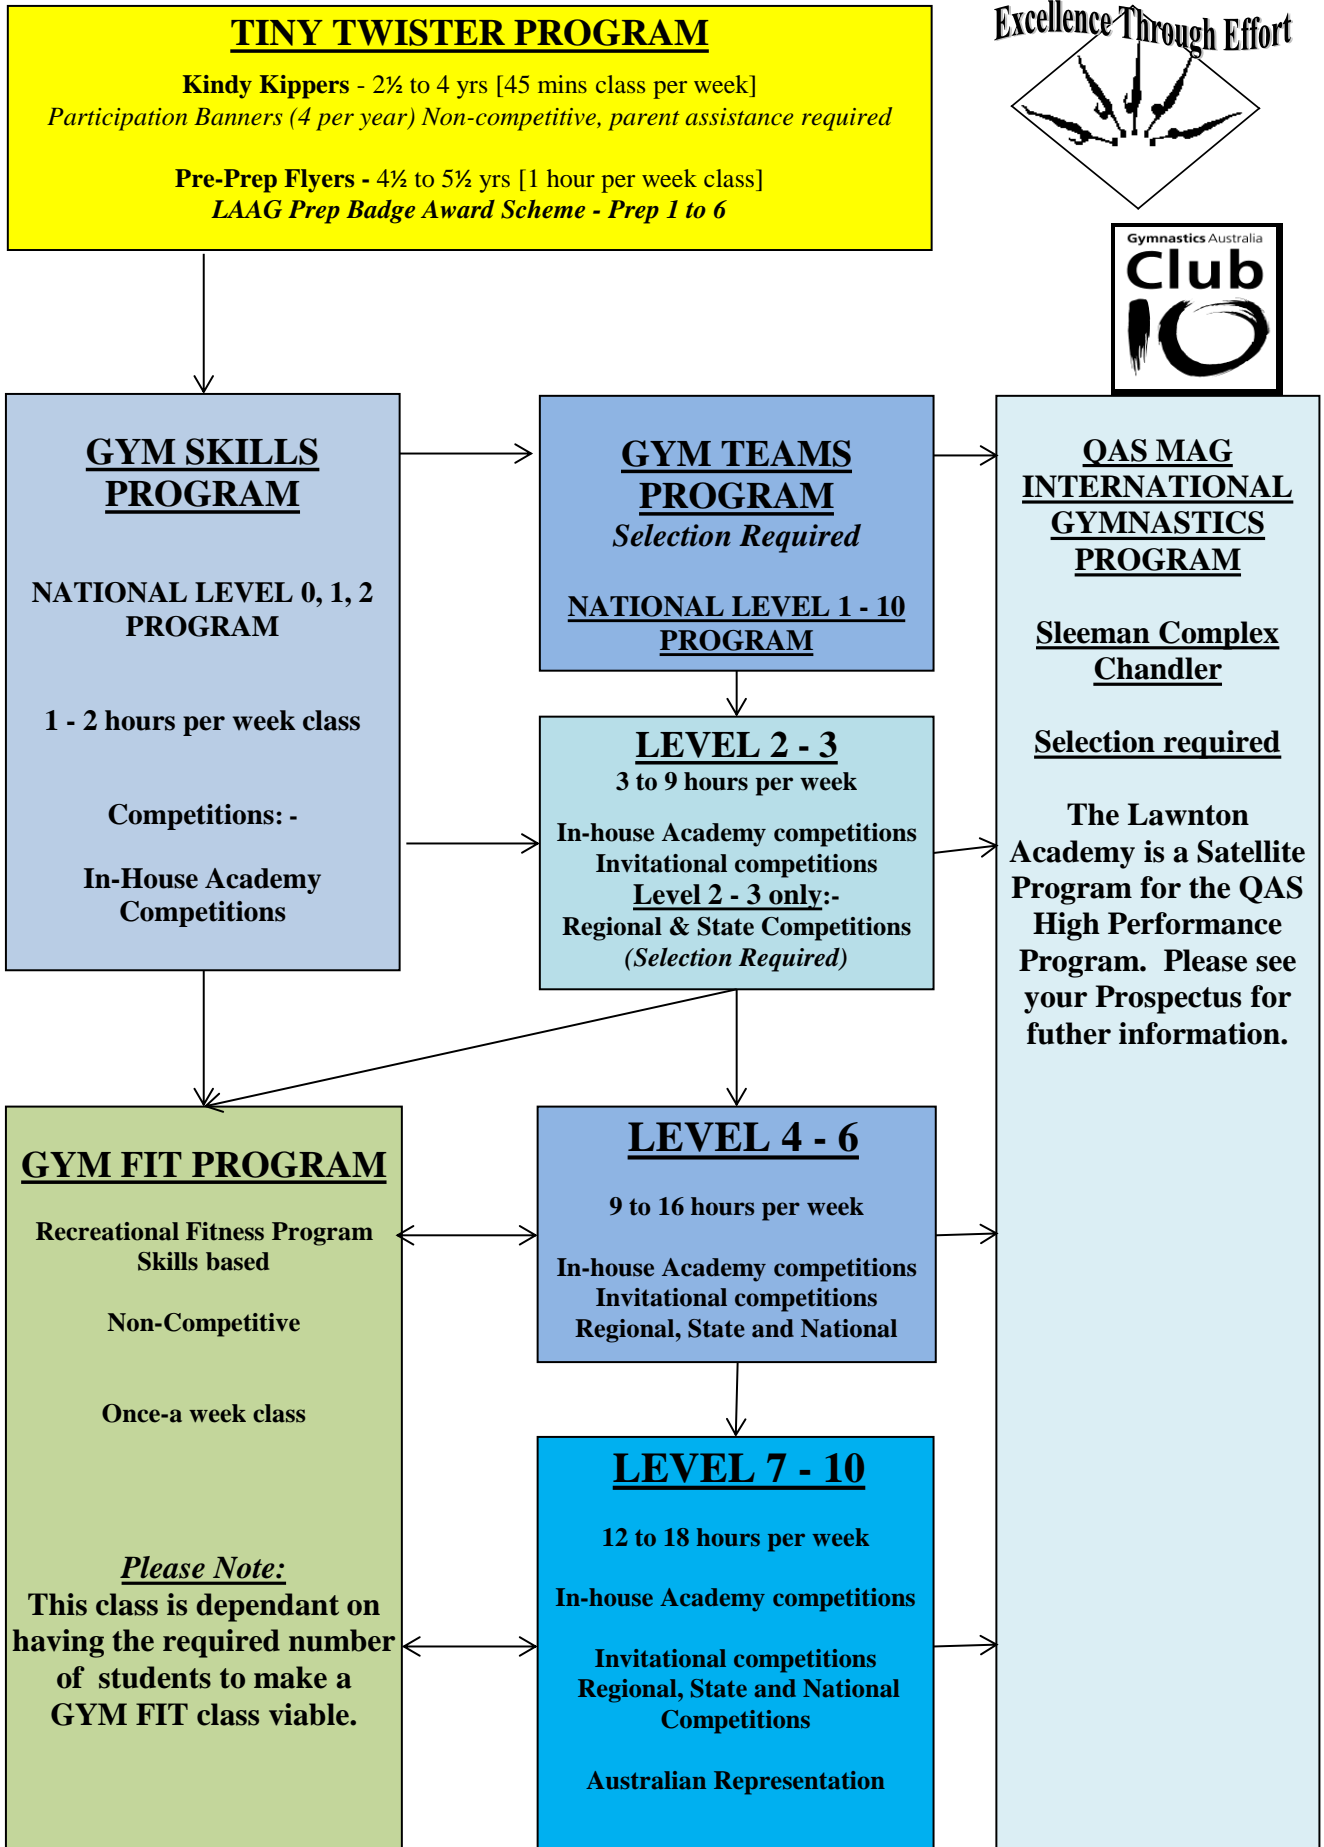 TINY TWISTER PROGRAM
Kindy Kippers - 2½ to 4 yrs [45 mins class per week]
Participation Banners (4 per year) Non-competitive, parent assistance required
Pre-Prep Flyers - 4½ to 5½ yrs [1 hour per week class]
LAAG Prep Badge Award Scheme - Prep 1 to 6
Excellence Through Effort
Gymnastics Australia
Club
10
GYM SKILLS
PROGRAM
NATIONAL LEVEL 0, 1, 2
PROGRAM
1 - 2 hours per week class
Competitions: -
In-House Academy
Competitions
GYM TEAMS
PROGRAM
Selection Required
NATIONAL LEVEL 1 - 10
PROGRAM
LEVEL 2 - 3
3 to 9 hours per week
In-house Academy competitions
Invitational competitions
Level 2 - 3 only:-
Regional & State Competitions
(Selection Required)
QAS MAG
INTERNATIONAL
GYMNASTICS
PROGRAM
Sleeman Complex
Chandler
Selection required
The Lawnton
Academy is a Satellite
Program for the QAS
High Performance
Program. Please see
your Prospectus for
futher information.
GYM FIT PROGRAM
Recreational Fitness Program
Skills based
Non-Competitive
Once-a week class
Please Note:
This class is dependant on
having the required number
of students to make a
GYM FIT class viable.
LEVEL 4 - 6
9 to 16 hours per week
In-house Academy competitions
Invitational competitions
Regional, State and National
LEVEL 7 - 10
12 to 18 hours per week
In-house Academy competitions
Invitational competitions
Regional, State and National
Competitions
Australian Representation